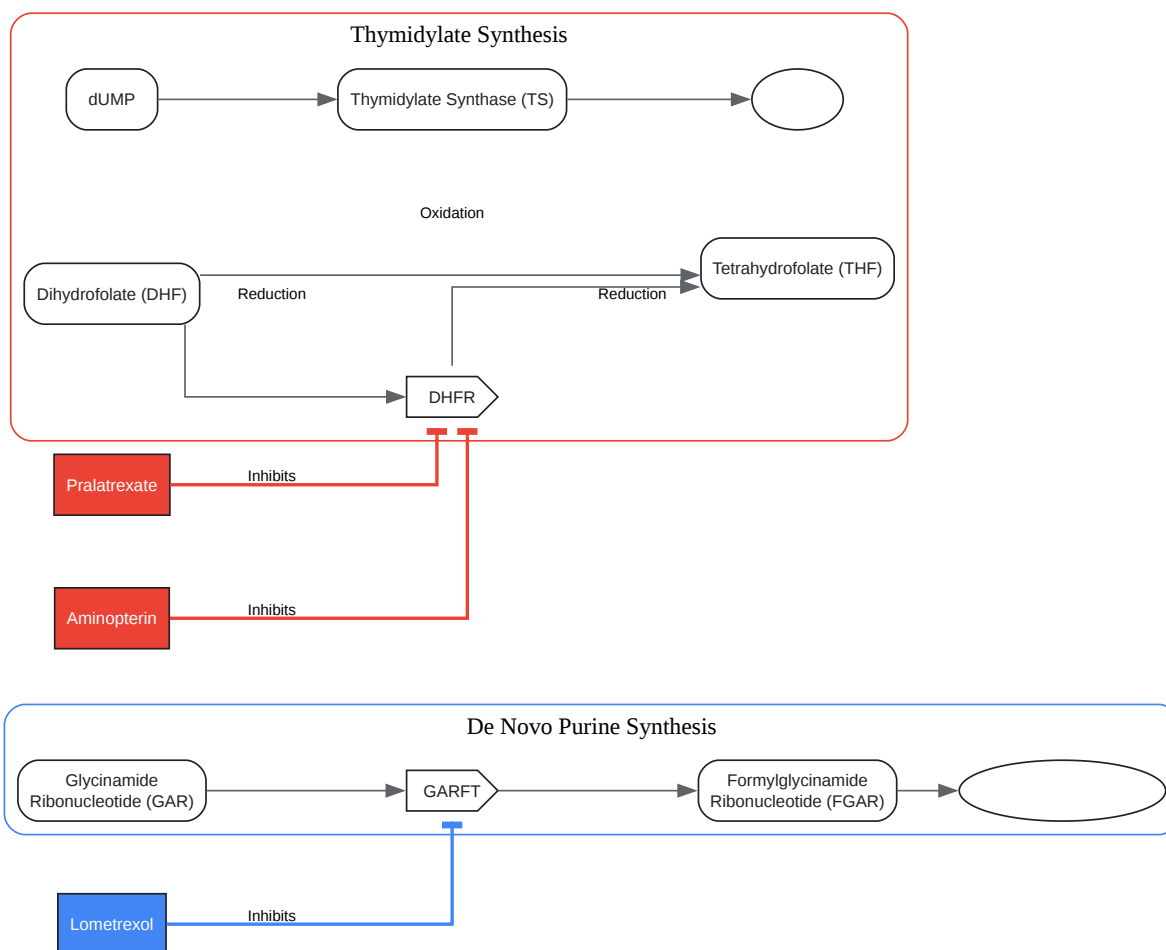 Thymidylate Synthesis
dUMP
Thymidylate Synthase (TS)
Oxidation
Tetrahydrofolate (THF)
Dihydrofolate (DHF)
Reduction
Reduction
DHFR
Pralatrexate
Inhibits
Aminopterin
Inhibits
De Novo Purine Synthesis
Glycinamide
Ribonucleotide (GAR)
GARFT
Formylglycinamide
Ribonucleotide (FGAR)
Lometrexol
Inhibits